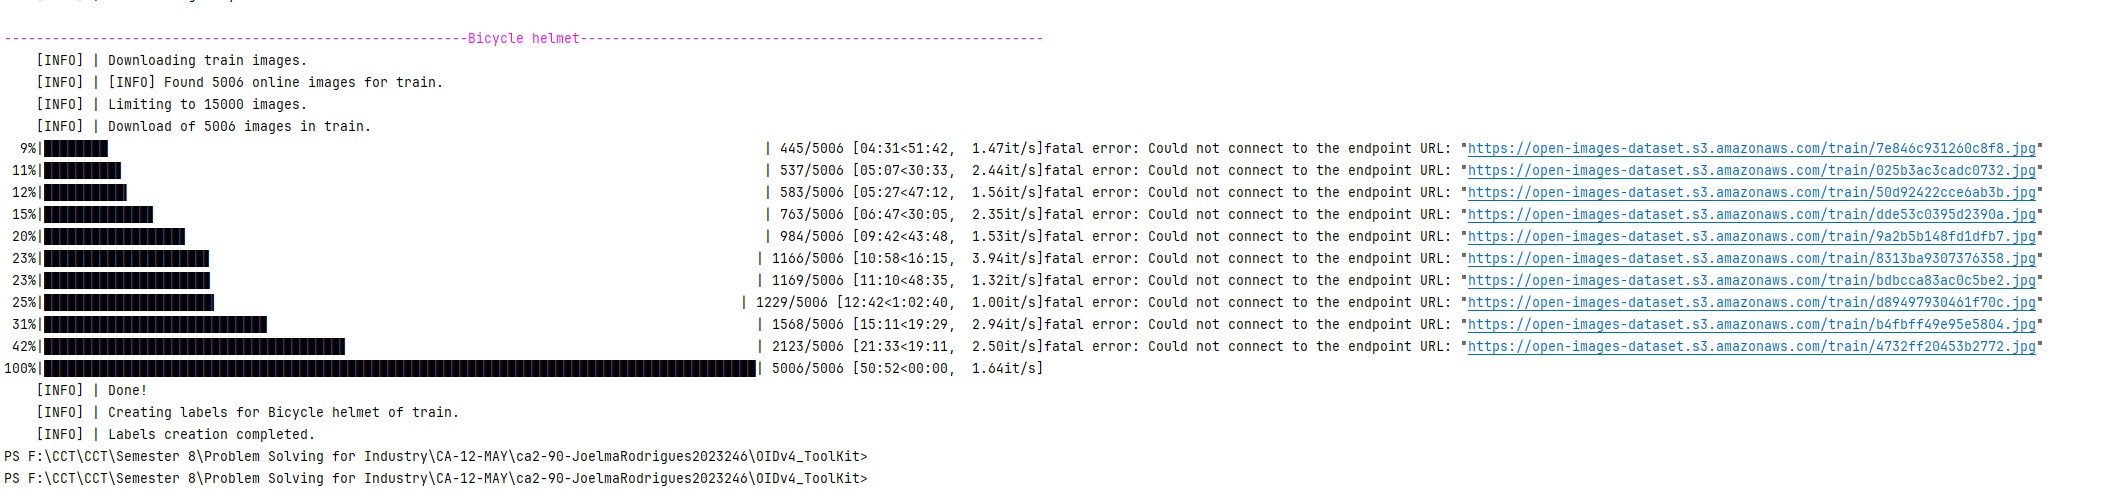 ------------------------------------------------------Bicycle helmet------------------------------------------------------
[INFO] | Downloading train images.
[INFO] | [INFO] Found 5006 online images for train.
[INFO] | Limiting to 15000 images.
[INFO] | Download of 5006 images in train.
9%| | 445/5006 [04:31<51:42, 1.47it/s]fatal error: Could not connect to the endpoint URL: "https://open-images-dataset.s3.amazonaws.com/train/7e846c931260c8f8.jpg"
11%| | 537/5006 [05:07<30:33, 2.44it/s]fatal error: Could not connect to the endpoint URL: "https://open-images-dataset.s3.amazonaws.com/train/025b3ac3cadc0732.jpg"
12%| | 583/5006 [05:27<47:12, 1.56it/s]fatal error: Could not connect to the endpoint URL: "https://open-images-dataset.s3.amazonaws.com/train/50d92422cce6ab3b.jpg"
15%| | 763/5006 [06:47<30:05, 2.35it/s]fatal error: Could not connect to the endpoint URL: "https://open-images-dataset.s3.amazonaws.com/train/dde53c0395d2390a.jpg"
20%| | 984/5006 [09:42<43:48, 1.53it/s]fatal error: Could not connect to the endpoint URL: "https://open-images-dataset.s3.amazonaws.com/train/9a2b5b148fd1dfb7.jpg"
23%| | 1166/5006 [10:58<16:15, 3.94it/s]fatal error: Could not connect to the endpoint URL: "https://open-images-dataset.s3.amazonaws.com/train/8313ba9307376358.jpg"
23%| | 1169/5006 [11:10<48:35, 1.32it/s]fatal error: Could not connect to the endpoint URL: "https://open-images-dataset.s3.amazonaws.com/train/bdbcca83ac0c5be2.jpg"
25%| | 1229/5006 [12:42<1:02:40, 1.00it/s]fatal error: Could not connect to the endpoint URL: "https://open-images-dataset.s3.amazonaws.com/train/d89497930461f70c.jpg"
31%| | 1568/5006 [15:11<19:29, 2.94it/s]fatal error: Could not connect to the endpoint URL: "https://open-images-dataset.s3.amazonaws.com/train/b4fbff49e95e5804.jpg"
42%| | 2123/5006 [21:33<19:11, 2.50it/s]fatal error: Could not connect to the endpoint URL: "https://open-images-dataset.s3.amazonaws.com/train/4732ff20453b2772.jpg"
100%| | 5006/5006 [50:52<00:00, 1.64it/s]
[INFO] | Done!
[INFO] | Creating labels for Bicycle helmet of train.
[INFO] | Labels creation completed.
PS F:\CCT\CCT\Semester 8\Problem Solving for Industry\CA-12-MAY\ca2-90-JoelmaRodrigues2023246\OIDv4_ToolKit>
PS F:\CCT\CCT\Semester 8\Problem Solving for Industry\CA-12-MAY\ca2-90-JoelmaRodrigues2023246\OIDv4_ToolKit>